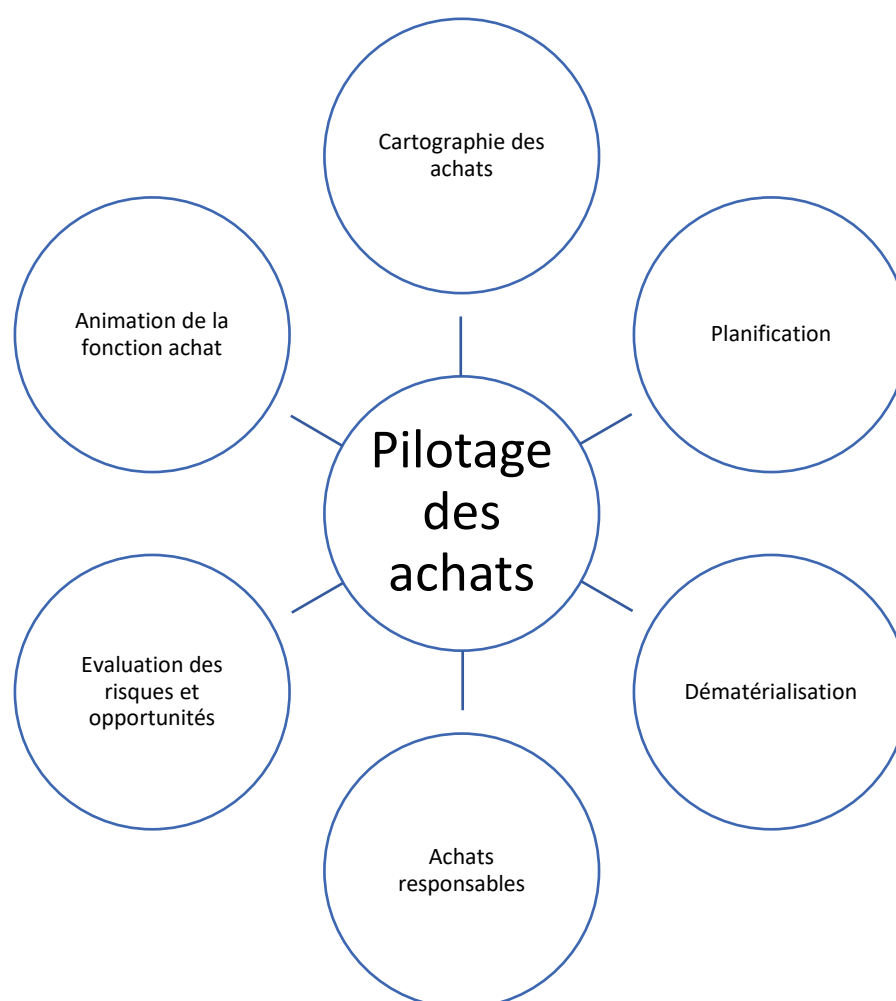 Cartographie des
achats
Animation de la
fonction achat
Planification
Pilotage
des
achats
Evaluation des
risques et
opportunités
Dématérialisation
Achats
responsables